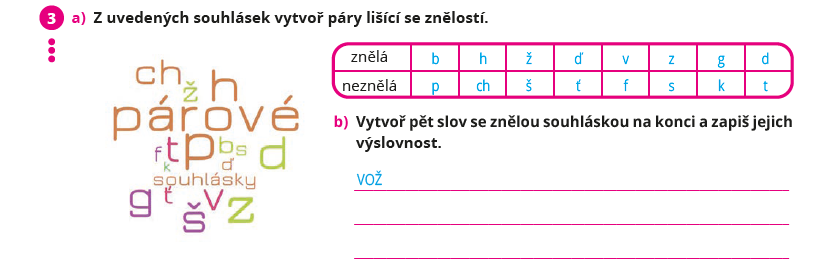 3 a) Z uvedených souhlásek vytvoř páry lišící se znělostí.
ch ž h
párové
f t p b s ď d
k
souhlásky
g ť š v z
znělá b h ž ď v z g d
neznělá p ch š ť f s k t
b) Vytvoř pět slov se znělou souhláskou na konci a zapiš jejich
výslovnost.
VOŽ